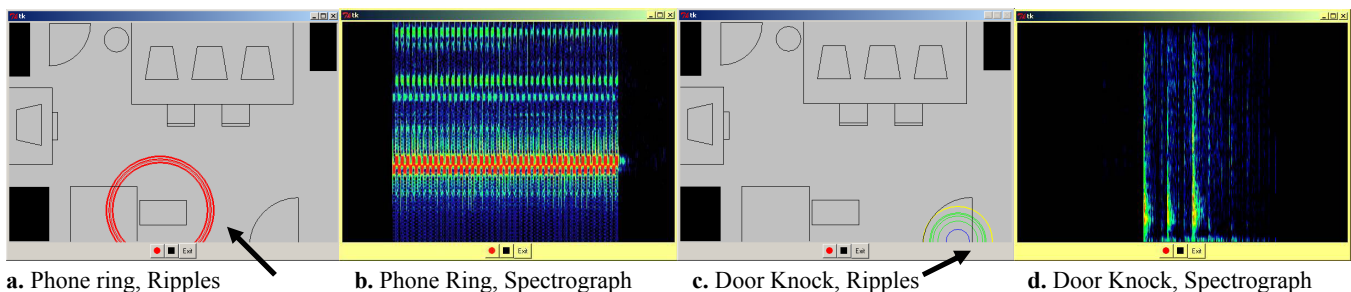 tk
tk
tk
tk
Exit
Exit
Exit
Exit
a. Phone ring, Ripples
b. Phone Ring, Spectrograph
c. Door Knock, Ripples
d. Door Knock, Spectrograph